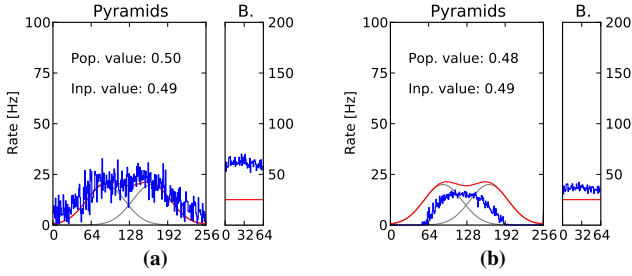 Pyramids B.
100 200
75 150
50 100
25 50
0 0
Rate [Hz]
Pop. value: 0.50
Inp. value: 0.49
0 64 128 192 256 0 32 64
(a)
Pyramids B.
100 200
75 150
50 100
25 50
0 0
Rate [Hz]
Pop. value: 0.48
Inp. value: 0.49
0 64 128 192 256 0 32 64
(b)